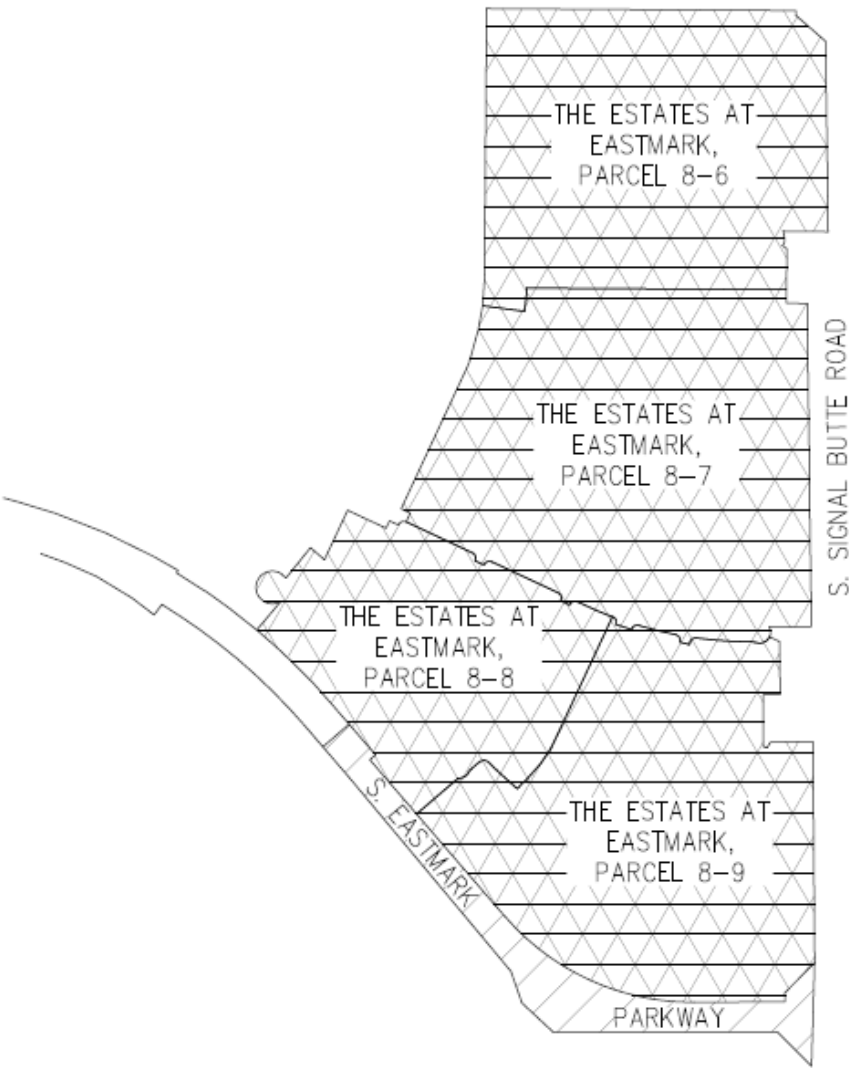 THE ESTATES AT
EASTMARK,
PARCEL 8-6
THE ESTATES AT
EASTMARK,
PARCEL 8-7
S. SIGNAL BUTTE ROAD
THE ESTATES AT
EASTMARK,
PARCEL 8-8
S. EASTMARK
THE ESTATES AT
EASTMARK,
PARCEL 8-9
PARKWAY